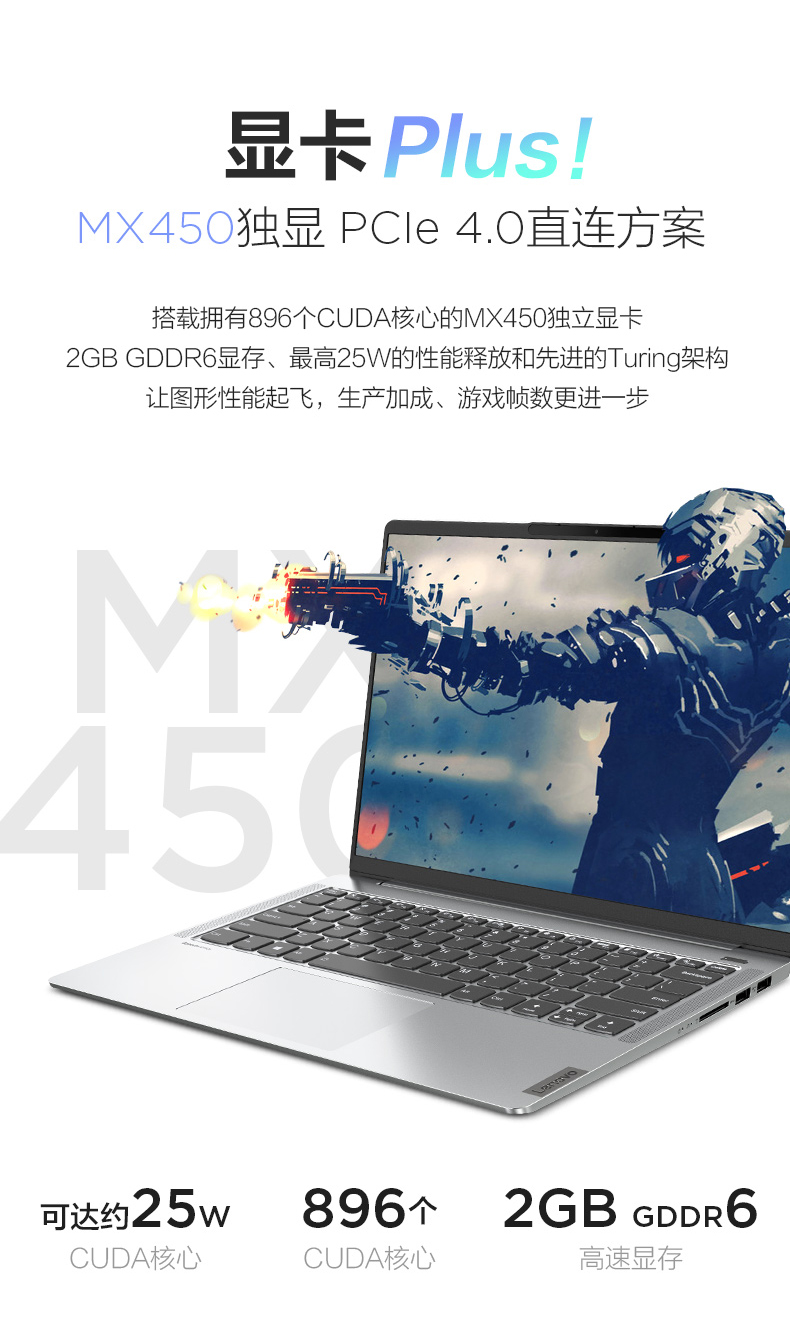 显卡Plus!
MX450独显 PCIe 4.0直连方案
搭载拥有896个CUDA核心的MX450独立显卡
2GB GDDR6显存、最高25W的性能释放和先进的Turing架构
让图形性能起飞，生产加成、游戏帧数更进一步
MX
450
Lenovo
可达约25W
896个
2GB GDDR6
CUDA核心
CUDA核心
高速显存